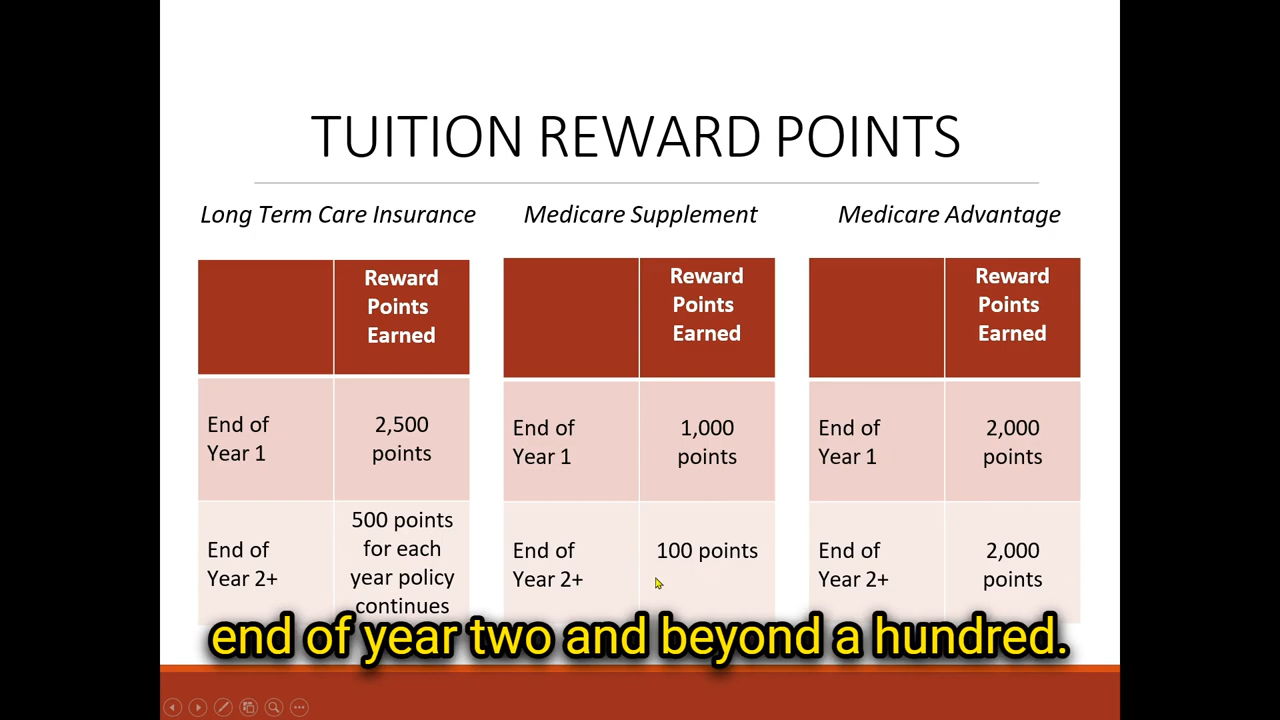 TUITION REWARD POINTS
Long Term Care Insurance
Reward
Points
Earned
End of
Year 1
2,500
points
End of
Year 2+
500 points
for each
year policy
continues
Medicare Supplement
Reward
Points
Earned
End of
Year 1
1,000
points
End of
Year 2+
100 points
Medicare Advantage
Reward
Points
Earned
End of
Year 1
2,000
points
End of
Year 2+
2,000
points
end of year two and beyond a hundred.